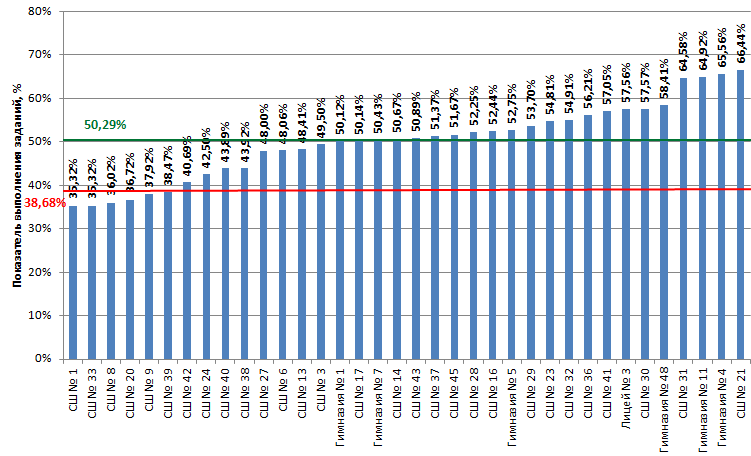 Показатель выполнения заданий, %
80%
70%
60%
50%
40%
30%
20%
10%
0%
50,29%
38,68%
35,32%
35,32%
36,02%
36,72%
37,92%
38,47%
40,69%
42,50%
43,89%
43,92%
48,00%
48,06%
48,41%
49,50%
50,12%
50,14%
50,43%
50,67%
50,89%
51,37%
51,67%
52,25%
52,44%
52,75%
53,70%
54,81%
54,91%
56,21%
57,05%
57,56%
57,57%
58,41%
64,58%
64,92%
65,56%
66,44%
СШ № 1
СШ № 33
СШ № 8
СШ № 20
СШ № 9
СШ № 39
СШ № 42
СШ № 24
СШ № 40
СШ № 38
СШ № 27
СШ № 6
СШ № 13
СШ № 3
Гимназия № 1
СШ № 17
Гимназия № 7
СШ № 14
СШ № 43
СШ № 37
СШ № 45
СШ № 28
СШ № 16
Гимназия № 5
СШ № 29
СШ № 23
СШ № 32
СШ № 36
СШ № 41
Лицей № 3
СШ № 30
Гимназия № 48
СШ № 31
Гимназия № 11
Гимназия № 4
СШ № 21